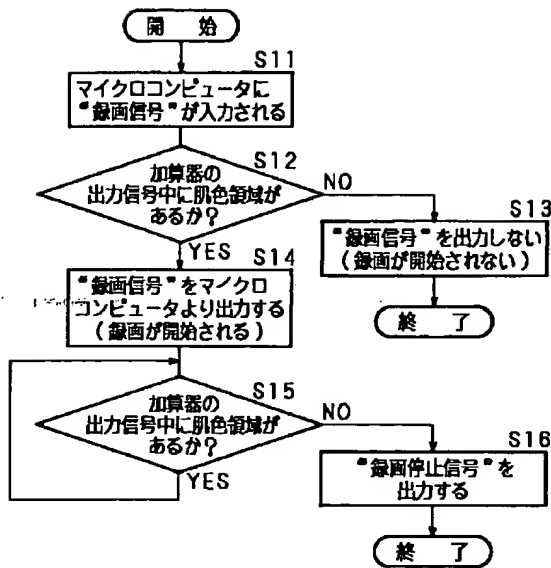 開 始
S11
マイクロコンピュータに
"録画信号"が入力される
S12
加算器の
出力信号中に肌色領域が
あるか?
NO
YES
S13
"録画信号"を出力しない
(録画が開始されない)
終 了
S14
"録画信号"をマイクロ
コンピュータより出力する
(録画が開始される)
S15
加算器の
出力信号中に肌色領域が
あるか?
NO
YES
S16
"録画停止信号"を
出力する
終 了